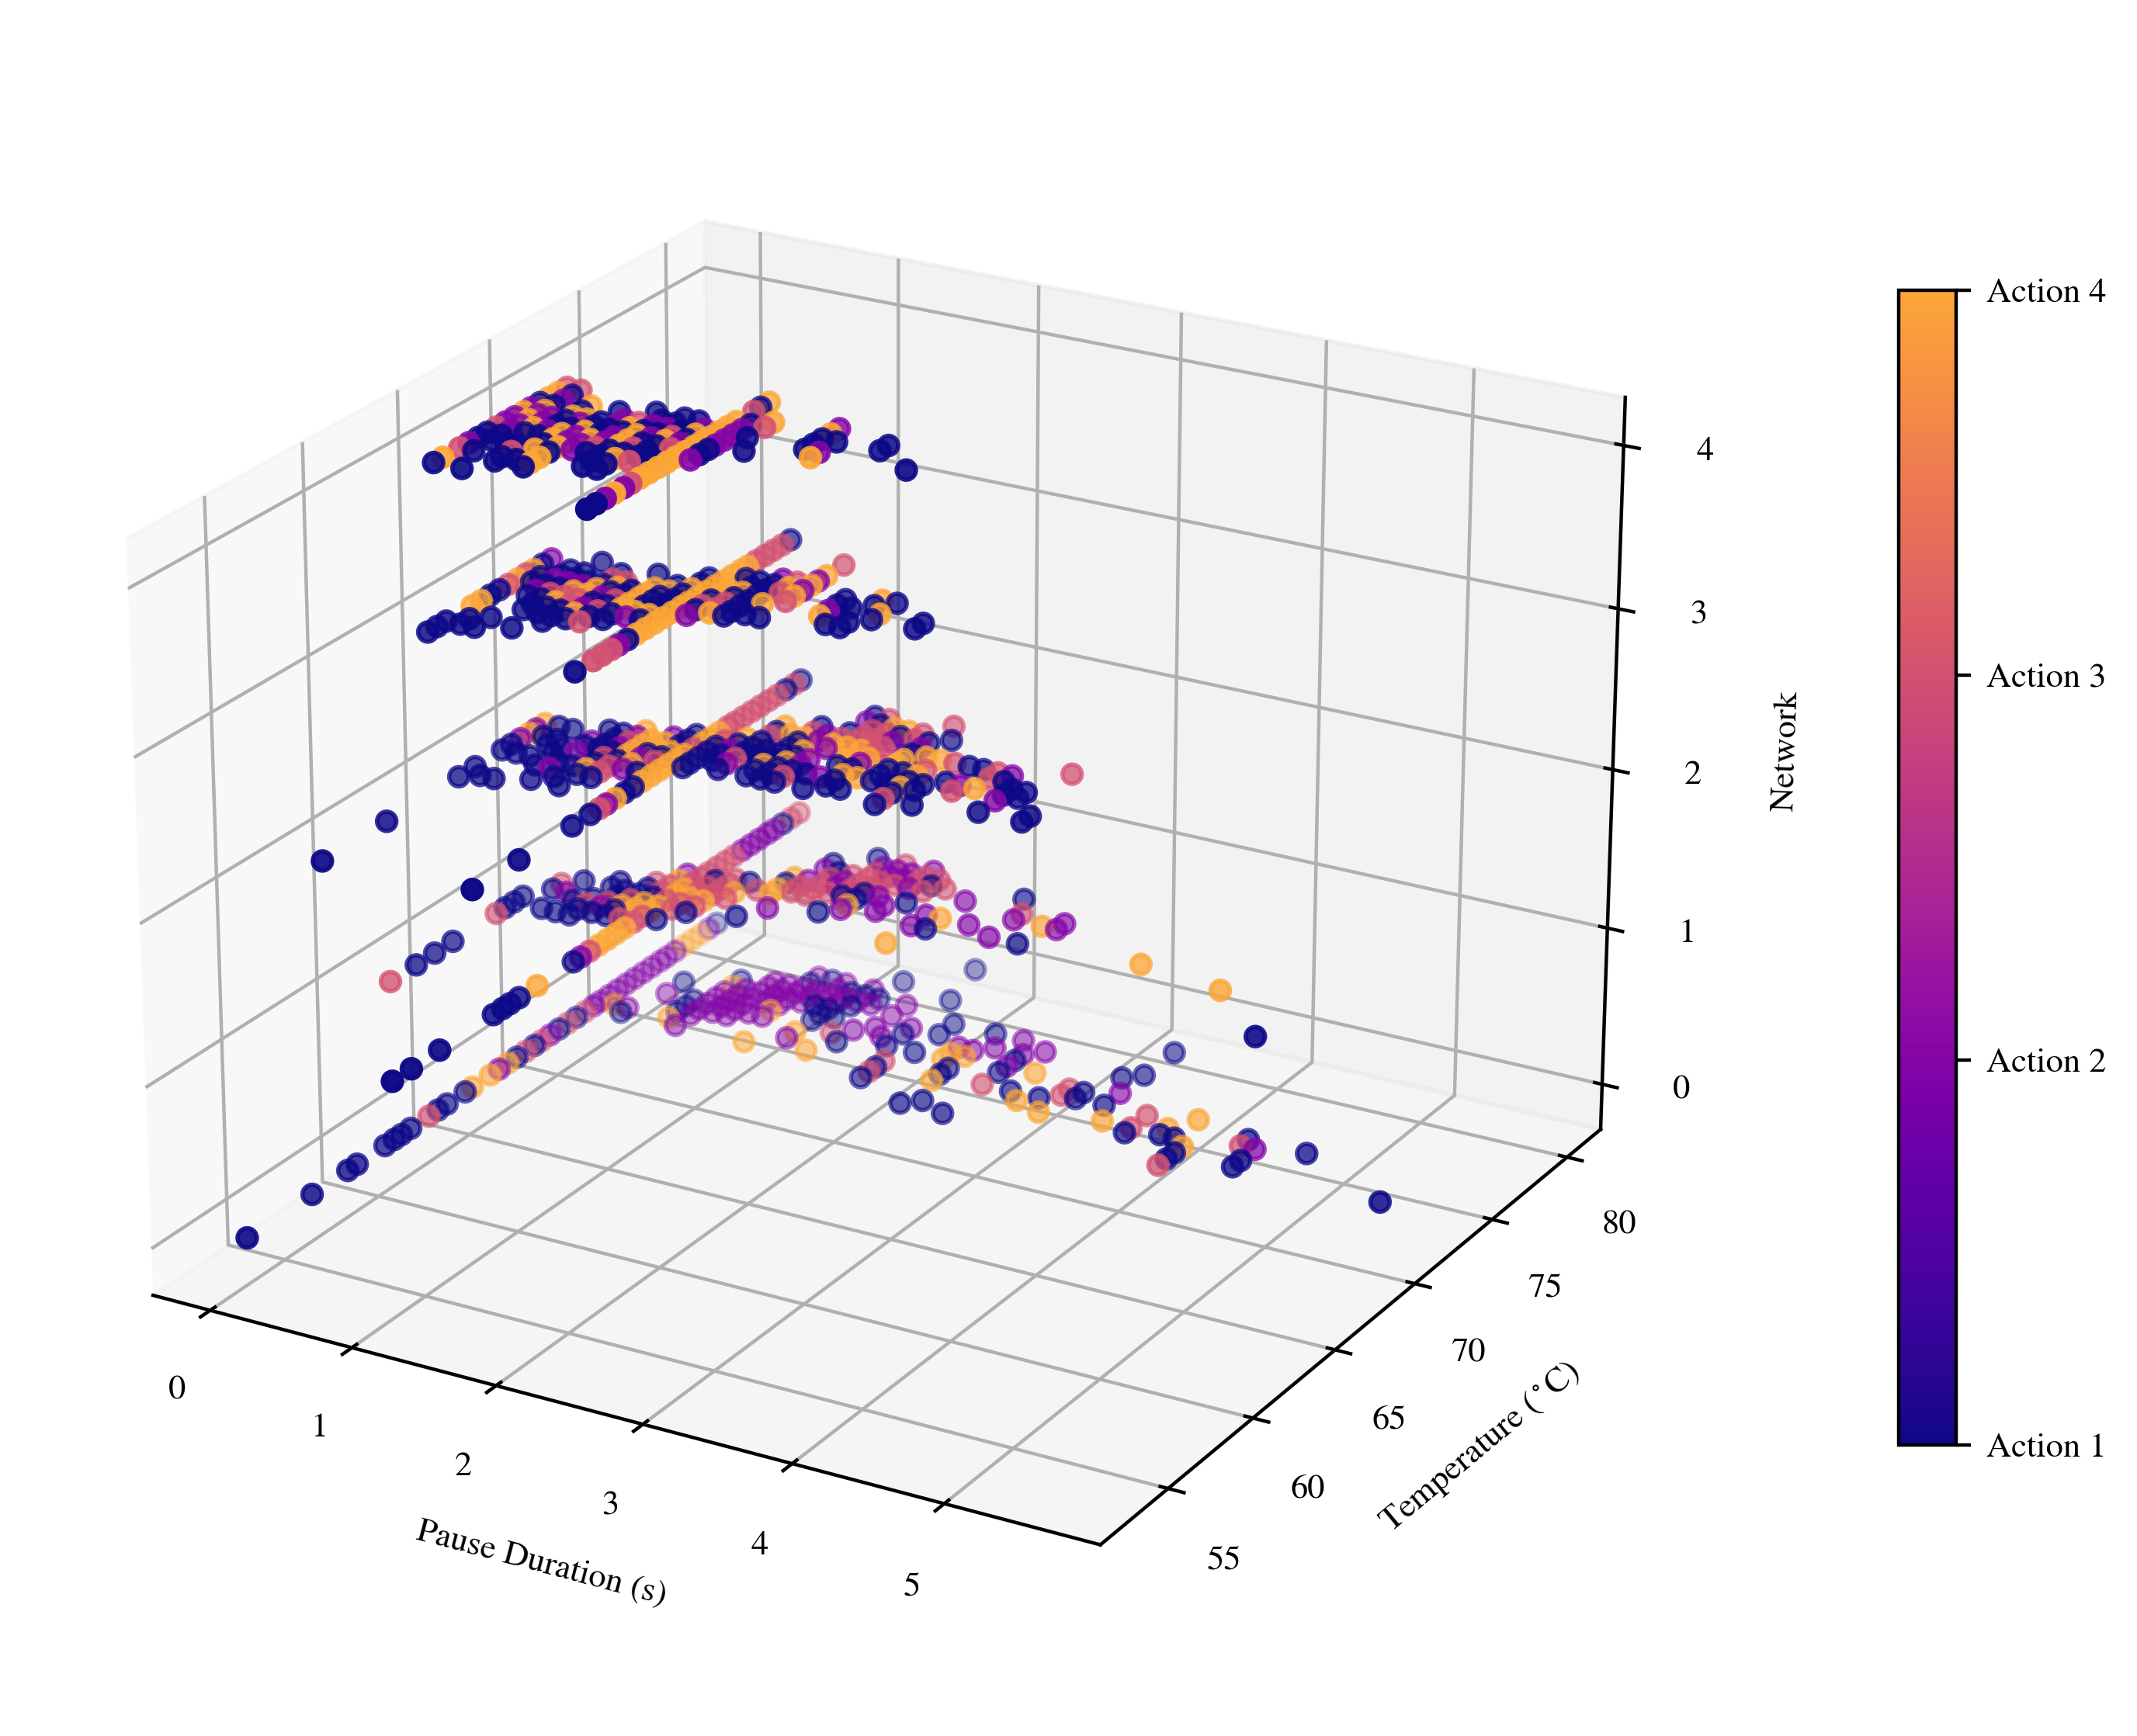 4
3
2
1
0
Network
80
75
70
65
60
55
Temperature (°C)
0
1
2
3
4
5
Pause Duration (s)
Action 4
Action 3
Action 2
Action 1